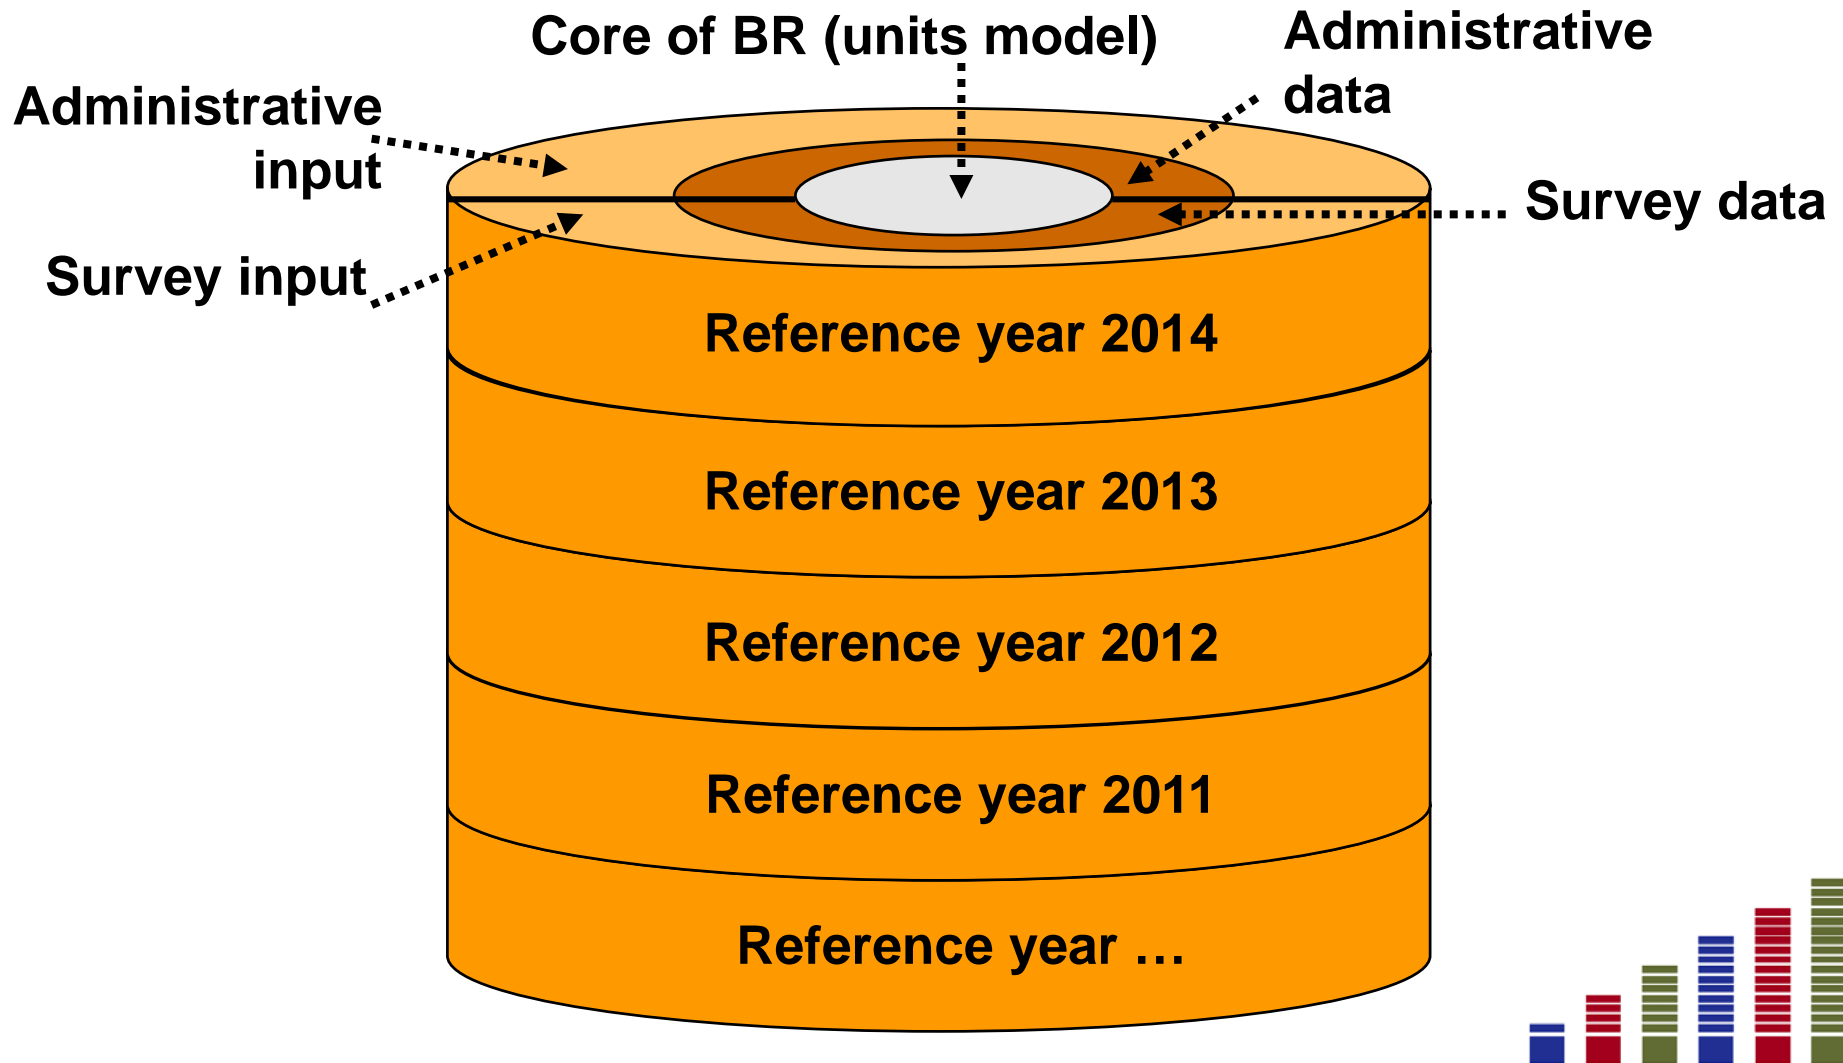 Core of BR (units model)
Administrative
data
Administrative
input
Survey data
Survey input
Reference year 2014
Reference year 2013
Reference year 2012
Reference year 2011
Reference year …